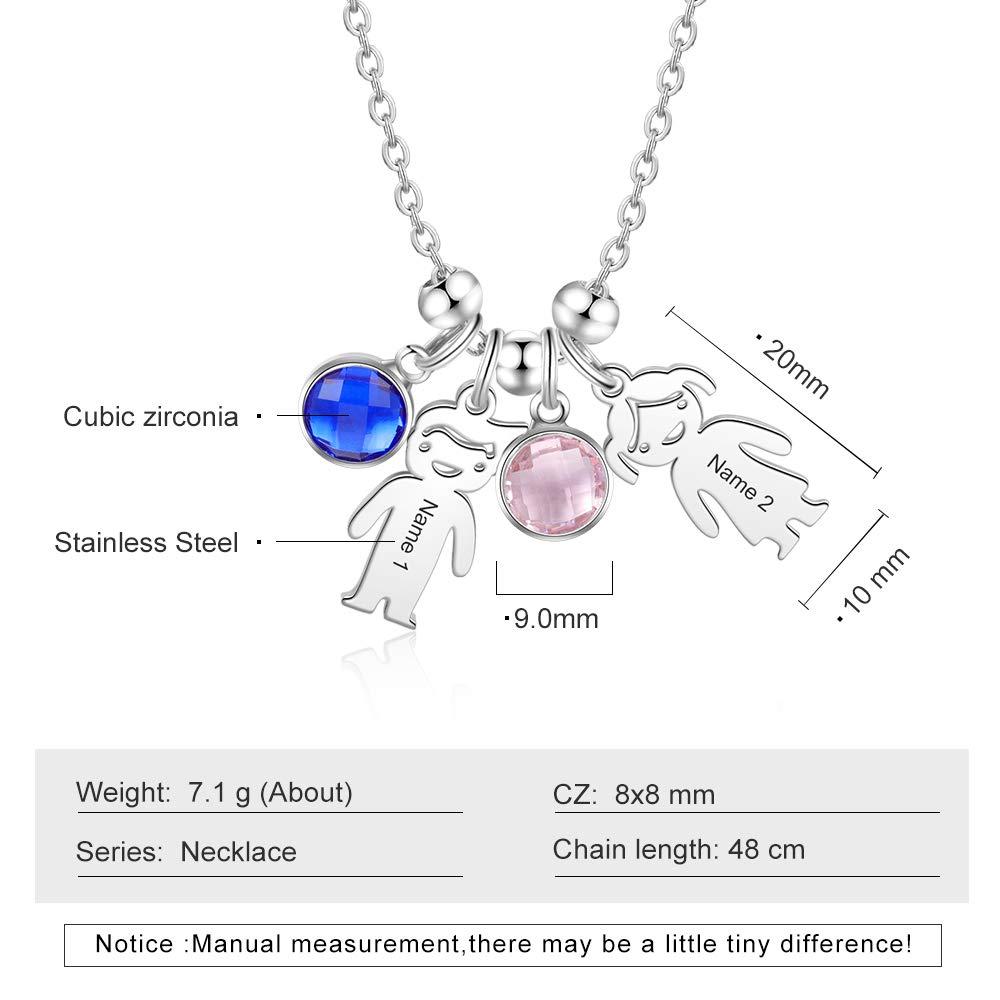 · 20mm
Cubic zirconia ·
Name 2
Name 1
Stainless Steel ·
· 10 mm
·9.0mm
Weight: 7.1 g (About)
CZ: 8x8 mm
Series: Necklace
Chain length: 48 cm
Notice :Manual measurement,there may be a little tiny difference!